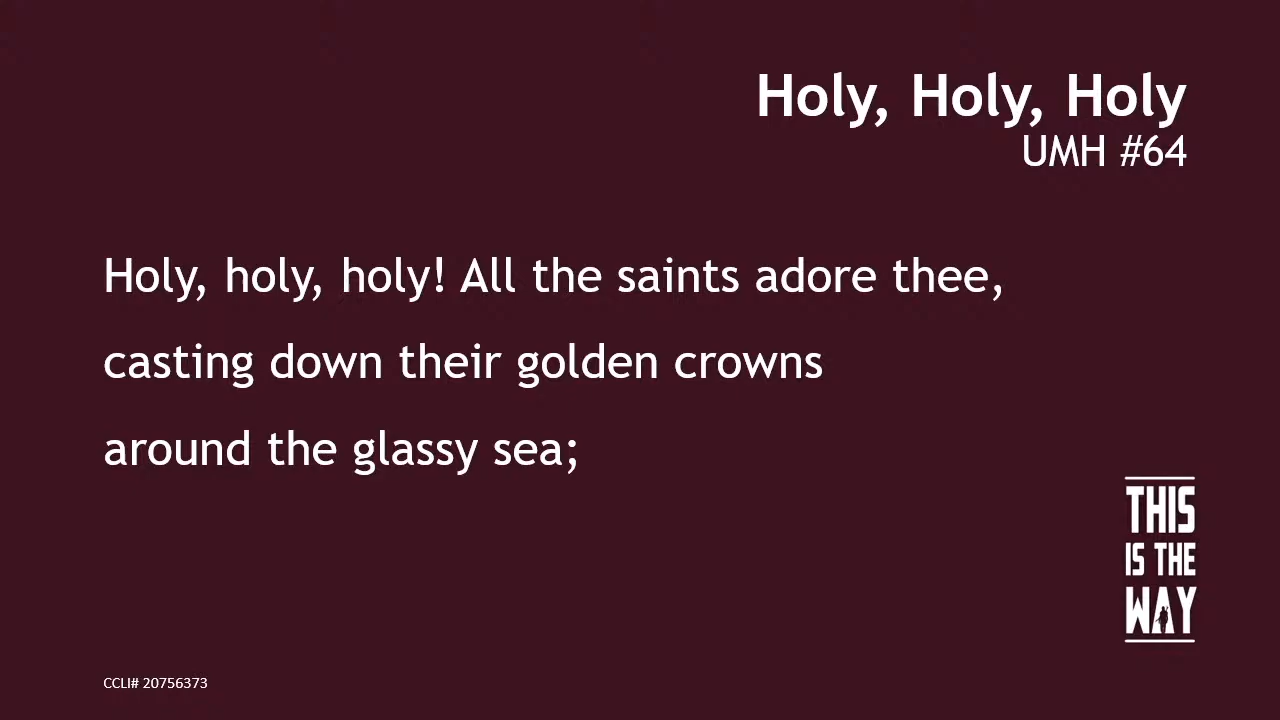 Holy, Holy, Holy
UMH #64
Holy, holy, holy! All the saints adore thee,
casting down their golden crowns
around the glassy sea;
THIS
IS THE
WAY
CCLI# 20756373